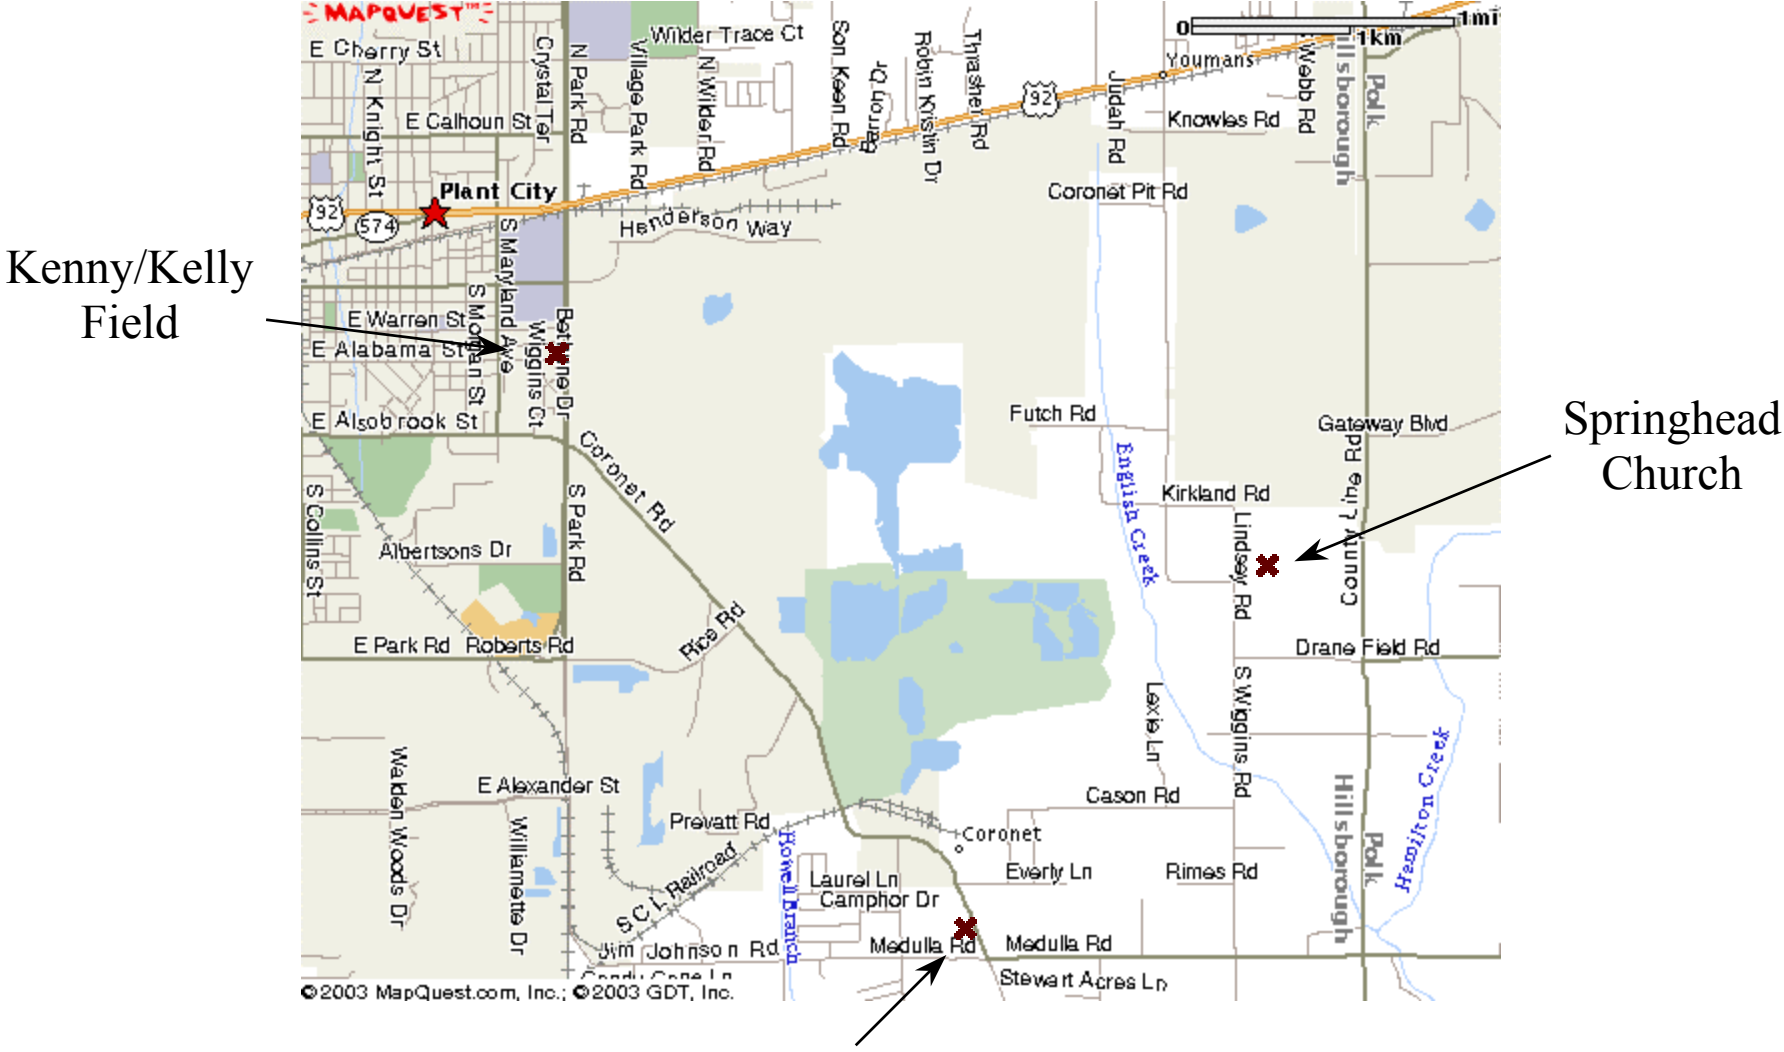 MAPQUEST™
E Cherry St
N Knight St
Crystal Ter
N Park Rd
Village Park Rd
Wilder Trace Ct
N Wilder Rd
Son Keen Rd
Barron Dr
Robin Kristin Dr
Thrasher Rd
92
Judah Rd
Youmans
0
1mi
1km
Webb Rd
Hillsborough
Polk
Knowles Rd
E Calhoun St
Plant City
92
574
Henderson Way
Coronet Pit Rd
Kenny/Kelly
Field
S Maryland Ave
S Morgan St
E Warren St
E Alabama St
Wiggins Ct
Bethune Dr
E Alsobrook St
Coronet Rd
Futch Rd
Gateway Blvd
Springhead
Church
English Creek
Kirkland Rd
Lindsey Rd
County Line Rd
S Collins St
Albertsons Dr
S Park Rd
Rice Rd
E Park Rd
Roberts Rd
Drane Field Rd
Lexie Ln
S Wiggins Rd
Hamilton Creek
Walden Woods Dr
E Alexander St
Williamette Dr
Prevatt Rd
S C L Railroad
Howell Branch
Cason Rd
Coronet
Everly Ln
Rimes Rd
Laurel Ln
Camphor Dr
Hillsborough
Polk
Jim Johnson Rd
Medulla Rd
Medulla Rd
Candy Cane Ln
Stewart Acres Ln
©2003 MapQuest.com, Inc.; ©2003 GDT, Inc.